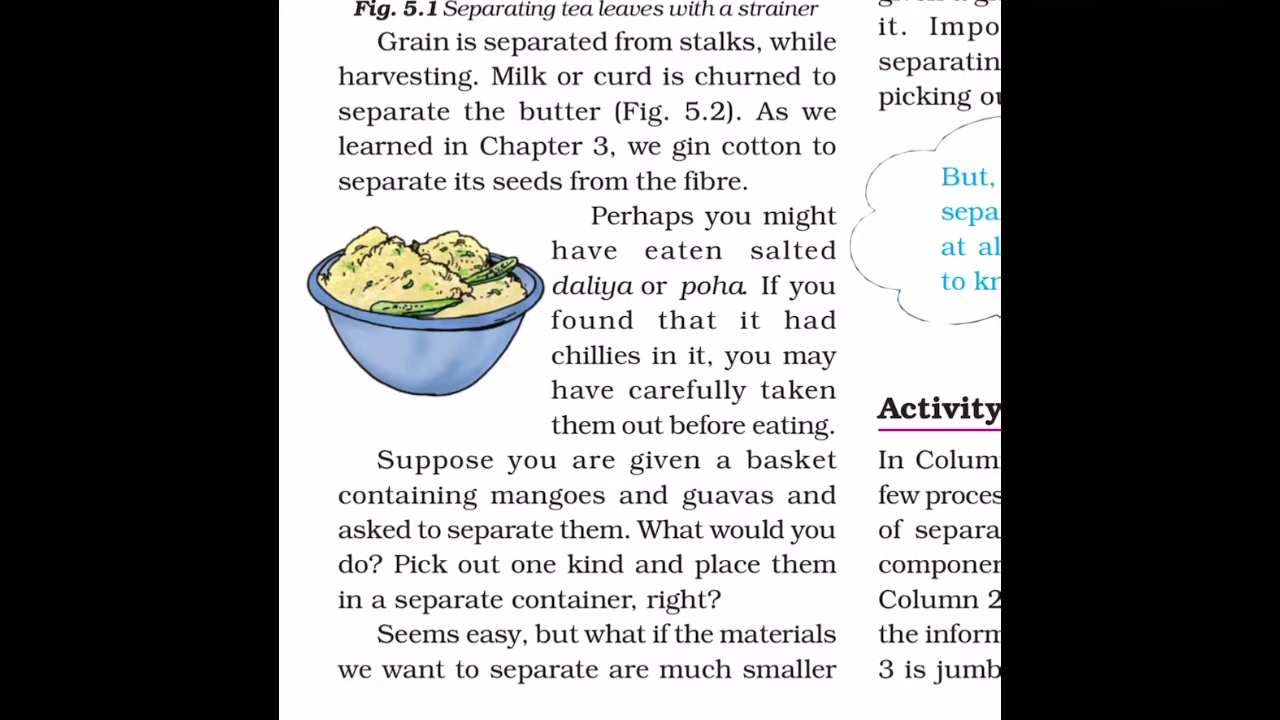 Fig. 5.1 Separating tea leaves with a strainer
Grain is separated from stalks, while
harvesting. Milk or curd is churned to
separate the butter (Fig. 5.2). As we
learned in Chapter 3, we gin cotton to
separate its seeds from the fibre.
Perhaps you might
have eaten salted
daliya or poha. If you
found that it had
chillies in it, you may
have carefully taken
them out before eating.
Suppose you are given a basket
containing mangoes and guavas and
asked to separate them. What would you
do? Pick out one kind and place them
in a separate container, right?
Seems easy, but what if the materials
we want to separate are much smaller
it. Impo
separatin
picking ou
But,
sepa
at al
to kn
Activity
In Colum
few proces
of separa
componen
Column 2
the inform
3 is jumb